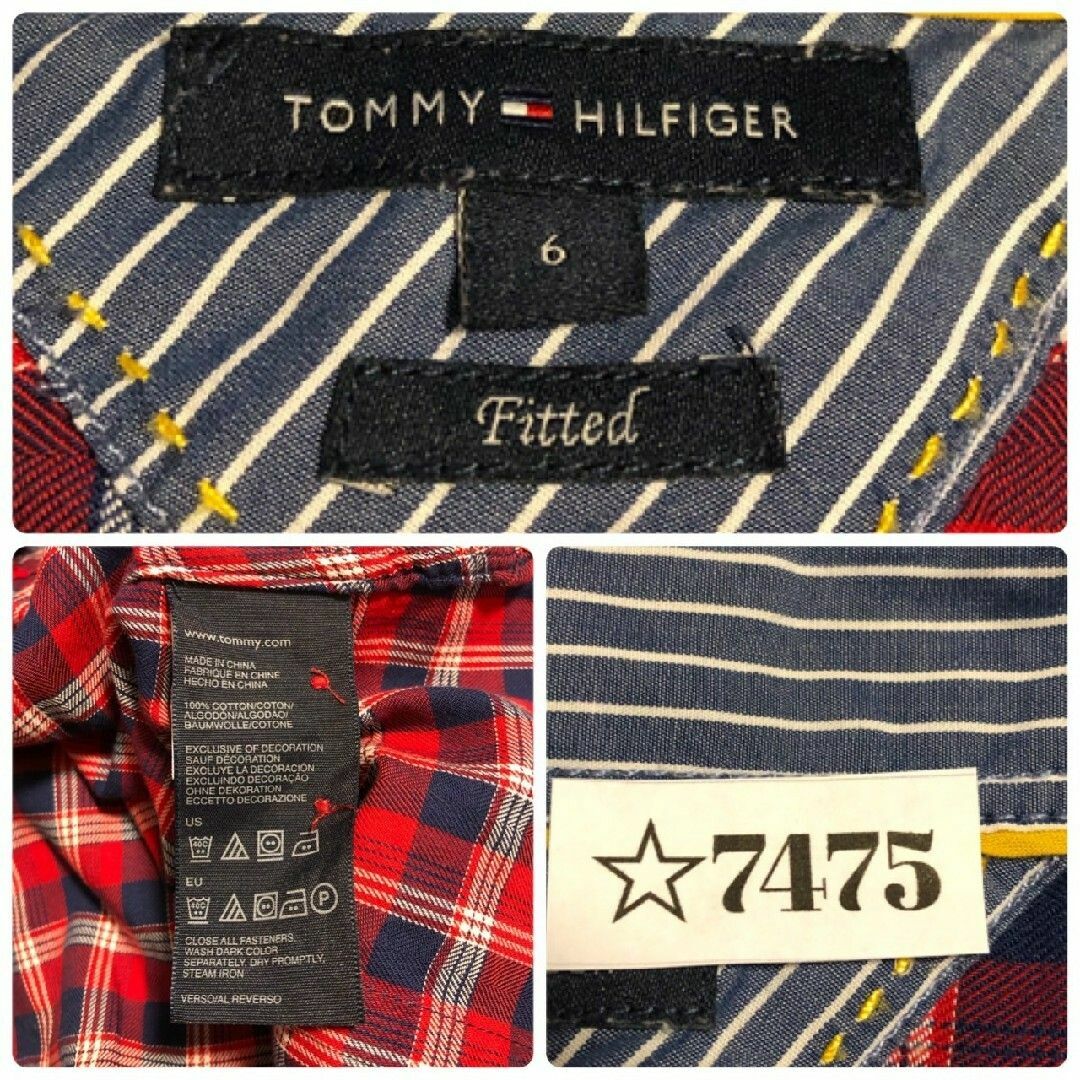 TOMMY HILFIGER
6
Fitted
www.tommy.com
MADE IN CHINA
FABRIQUE EN CHINE
HECHO EN CHINA
100% COTTON/COTON/
ALGODÓN/ALGODAO/
BAUMWOLLE/COTONE
EXCLUSIVE OF DECORATION
SAUF DÉCORATION
EXCLUYE LA DECORACIÓN
EXCLUINDO DECORAÇÃO
OHNE DEKORATION
ECCETTO DECORAZIONE
US
EU
P
CLOSE ALL FASTENERS,
WASH DARK COLOR
SEPARATELY, DRY PROMPTLY,
STEAM IRON
VERSO/AL REVERSO
☆7475